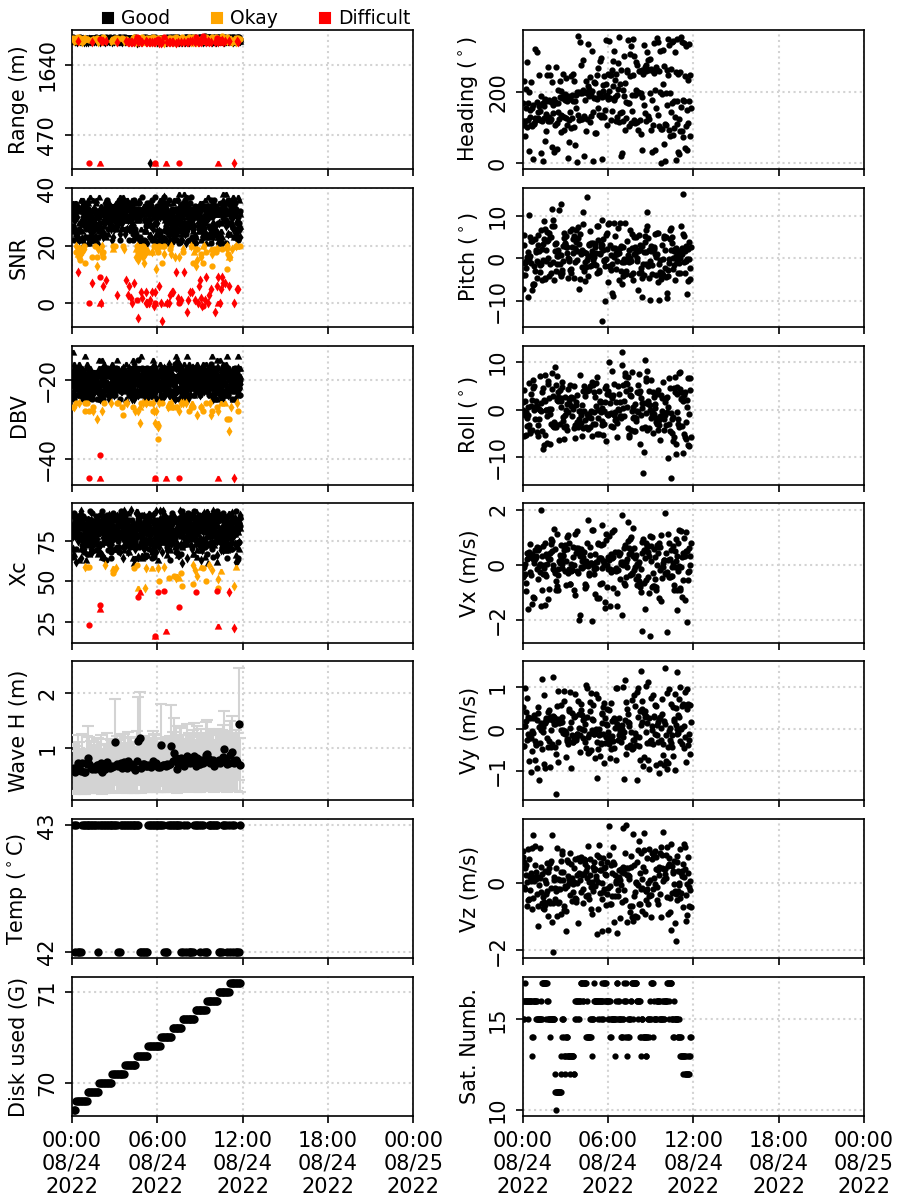 Good Okay Difficult
Range (m)
1640
470
Heading (°)
200
0
SNR
40
20
0
Pitch (°)
10
0
−10
DBV
−20
−40
Roll (°)
10
0
−10
Xc
75
50
25
Vx (m/s)
2
0
−2
Wave H (m)
2
1
Vy (m/s)
1
0
−1
Temp (°C)
43
42
Vz (m/s)
0
−2
Disk used (G)
71
70
Sat. Numb.
15
10
00:00 06:00 12:00 18:00 00:00
08/24 08/24 08/24 08/24 08/25
2022 2022 2022 2022 2022
00:00 06:00 12:00 18:00 00:00
08/24 08/24 08/24 08/24 08/25
2022 2022 2022 2022 2022